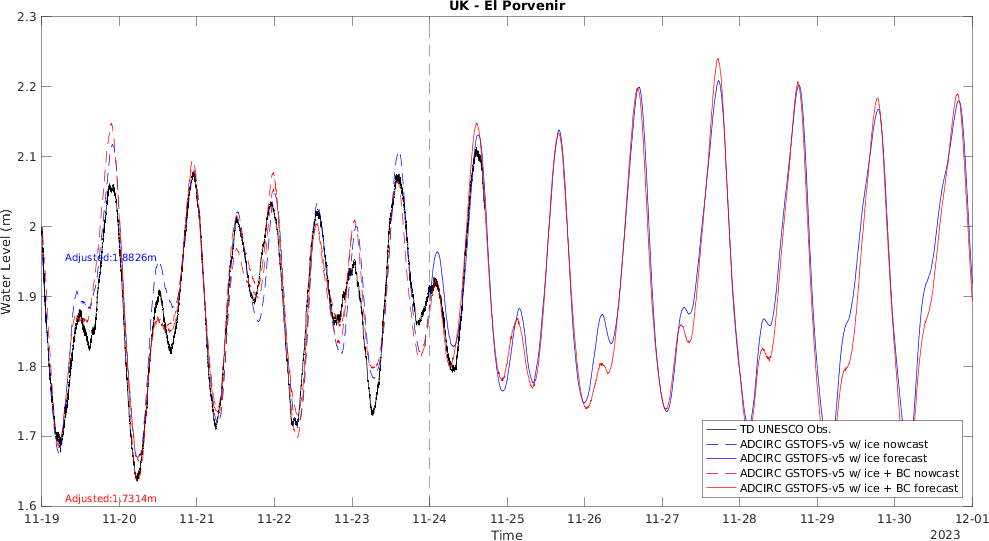 UK - El Porvenir
2.3
2.2
2.1
2
1.9
1.8
1.7
1.6
Water Level (m)
Adjusted:1.8826m
Adjusted:1.7314m
TD UNESCO Obs.
ADCIRC GSTOFS-v5 w/ ice nowcast
ADCIRC GSTOFS-v5 w/ ice forecast
ADCIRC GSTOFS-v5 w/ ice + BC nowcast
ADCIRC GSTOFS-v5 w/ ice + BC forecast
11-19 11-20 11-21 11-22 11-23 11-24 11-25 11-26 11-27 11-28 11-29 11-30 12-01
Time
2023